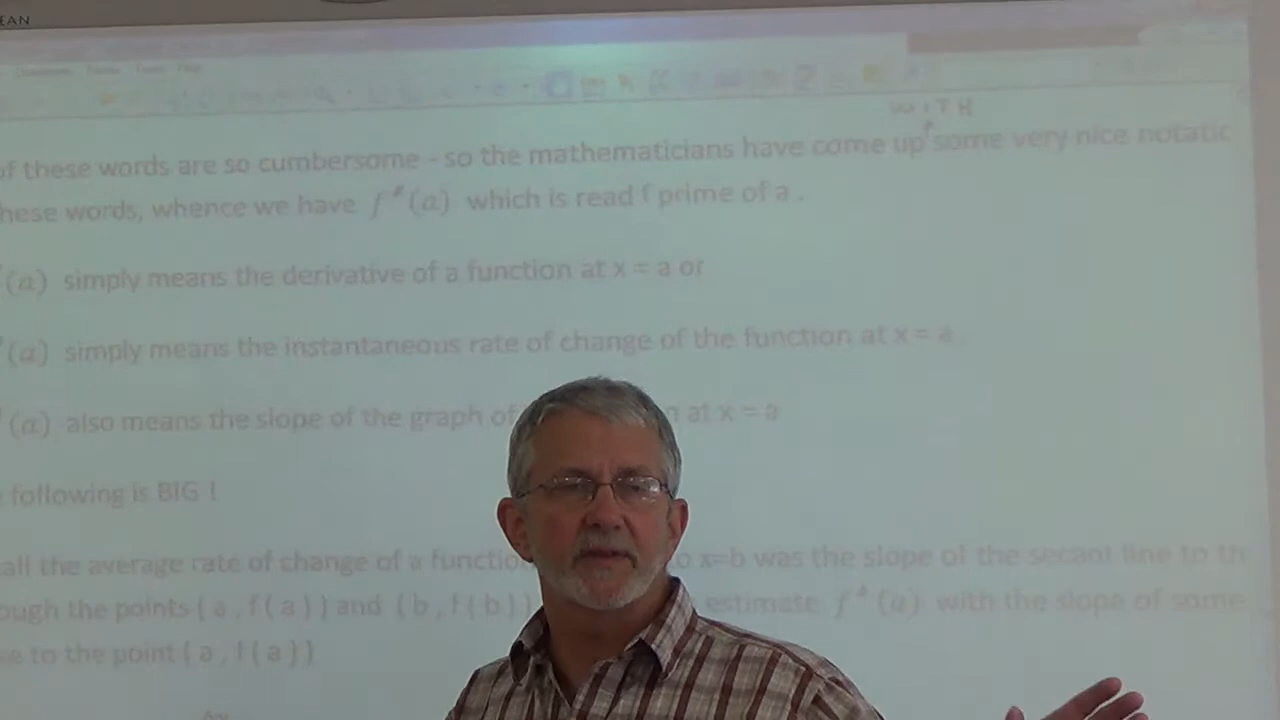 EAN
WITH
of these words are so cumbersome - so the mathematicians have come up some very nice notatic
hese words, whence we have f ′(a) which is read f prime of a .
′(a) simply means the derivative of a function at x = a or
′(a) simply means the instantaneous rate of change of the function at x = a
′(a) also means the slope of the graph of n at x = a
following is BIG !
all the average rate of change of a function o x=b was the slope of the secant line to th
ough the points ( a , f ( a ) ) and ( b , f ( b ) ) estimate f ′(a) with the slope of some
se to the point ( a , f ( a ) )